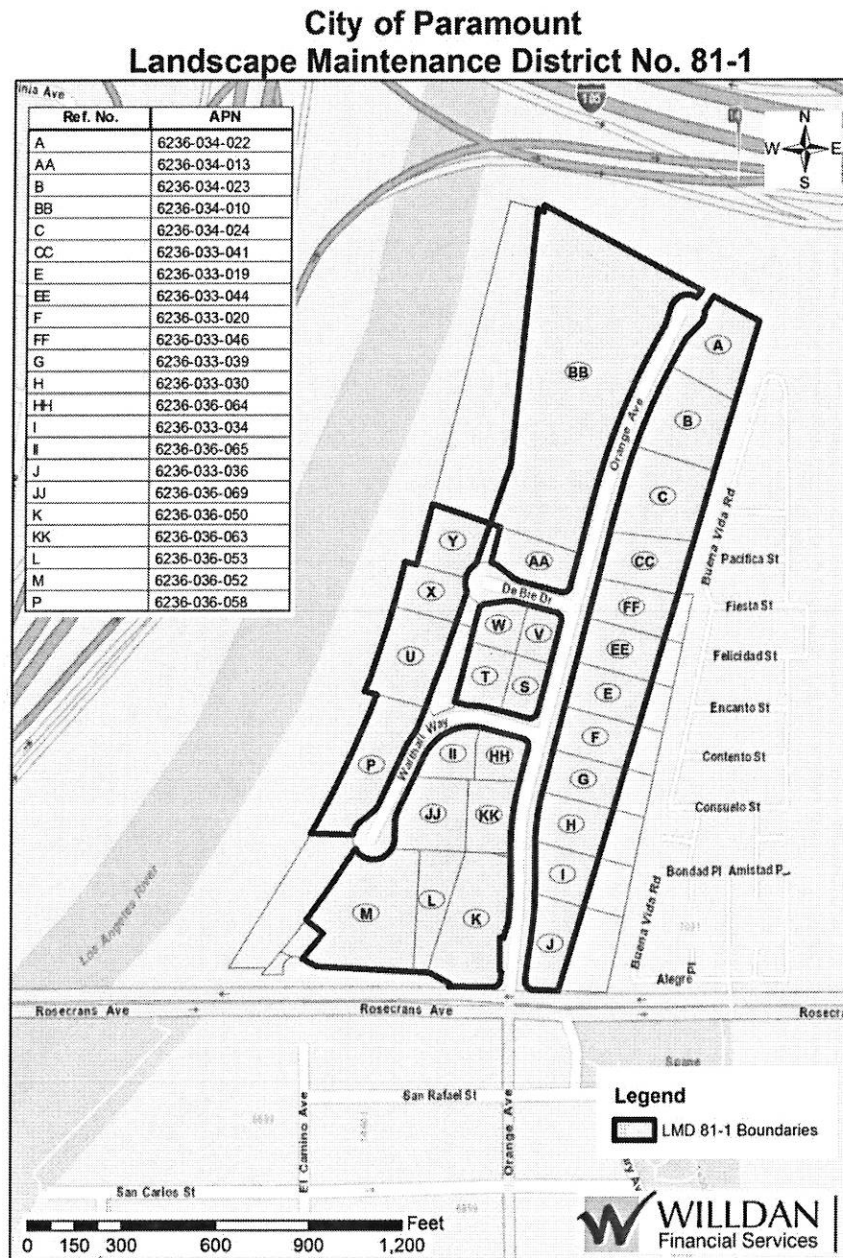 City of Paramount
Landscape Maintenance District No. 81-1
inia Ave
Ref. No. APN
A 6236-034-022
AA 6236-034-013
B 6236-034-023
BB 6236-034-010
C 6236-034-024
CC 6236-033-041
E 6236-033-019
EE 6236-033-044
F 6236-033-020
FF 6236-033-046
G 6236-033-039
H 6236-033-030
HH 6236-036-064
I 6236-033-034
II 6236-036-065
J 6236-033-036
JJ 6236-036-069
K 6236-036-050
KK 6236-036-063
L 6236-036-053
M 6236-036-052
P 6236-036-058
N
W E
S
A
BB
Orange Ave
B
C
Buena Vida Rd
Y
AA
CC
Pacifica St
X
De Bie Dr
FF
Fiesta St
W
V
U
EE
Felicidad St
T
S
E
Encanto St
Walthall Way
F
P
II
HH
Contento St
G
JJ
KK
H
Consuelo St
I
Bondad Pl
Amistad P
M
L
K
J
Buena Vida Rd
Los Angeles River
Alegre Pl
Rosecrans Ave
Rosecrans Ave
Rosecr
San Rafael St
El Camino Ave
Orange Ave
San Carlos St
Legend
LMD 81-1 Boundaries
0 150 300 600 900 1,200 Feet
W WILLDAN
Financial Services